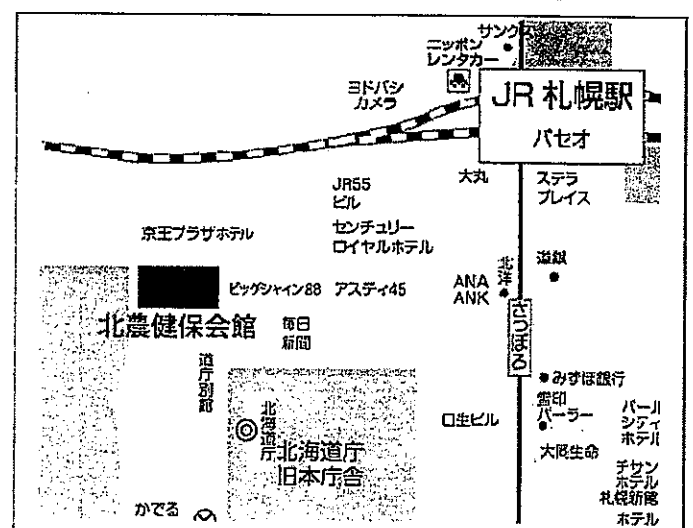 サンクス
ニッポン
レンタカー
ヨドバシ
カメラ
JR 札幌駅
パセオ
大丸
ステラ
プレイス
JR55
ビル
センチュリー
ロイヤルホテル
京王プラザホテル
北洋
道銀
ANA
ANK
ビッグシャイン88
アスティ45
さっぽろ
北農健保会館
毎日
新聞
道庁別館
みずほ銀行
雪印
パーラー
パール
シティ
ホテル
北海道庁
北海道庁
旧本庁舎
日生ビル
大同生命
チサン
ホテル
札幌新館
ホテル
かでる